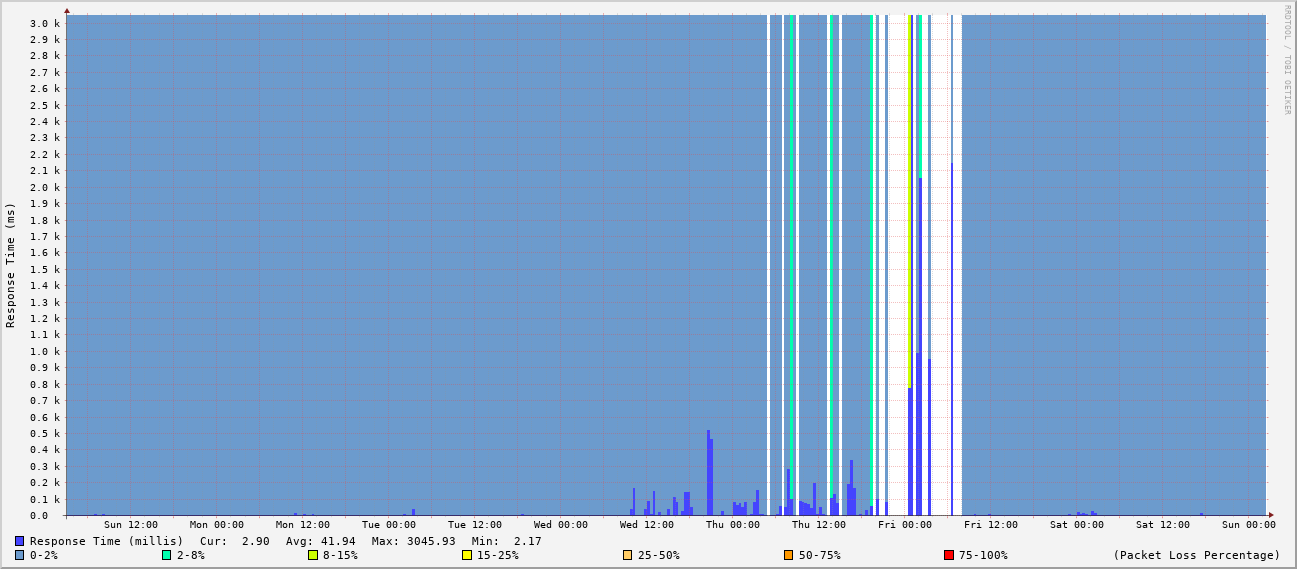 3.0 k
2.9 k
2.8 k
2.7 k
2.6 k
2.5 k
2.4 k
2.3 k
2.2 k
2.1 k
2.0 k
1.9 k
1.8 k
1.7 k
1.6 k
1.5 k
1.4 k
1.3 k
1.2 k
1.1 k
1.0 k
0.9 k
0.8 k
0.7 k
0.6 k
0.5 k
0.4 k
0.3 k
0.2 k
0.1 k
0.0
Response Time (ms)
RRDTOOL / TOBI OETIKER
Sun 12:00 Mon 00:00 Mon 12:00 Tue 00:00 Tue 12:00 Wed 00:00 Wed 12:00 Thu 00:00 Thu 12:00 Fri 00:00 Fri 12:00 Sat 00:00 Sat 12:00 Sun 00:00
Response Time (millis) Cur: 2.90 Avg: 41.94 Max: 3045.93 Min: 2.17
0-2% 2-8% 8-15% 15-25% 25-50% 50-75% 75-100% (Packet Loss Percentage)